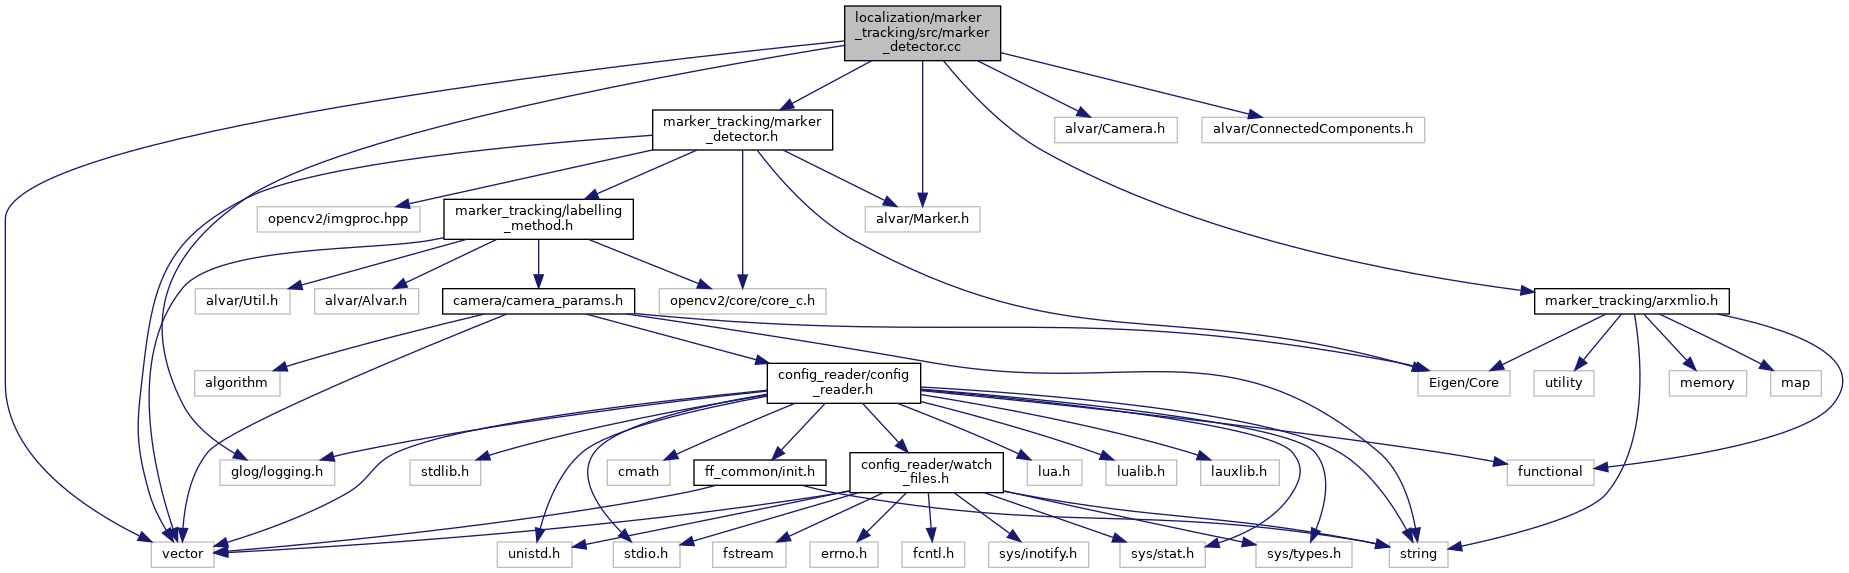 localization/marker
_tracking/src/marker
_detector.cc
marker_tracking/marker
_detector.h
alvar/Camera.h
alvar/ConnectedComponents.h
opencv2/imgproc.hpp
marker_tracking/labelling
_method.h
alvar/Marker.h
alvar/Util.h
alvar/Alvar.h
camera/camera_params.h
opencv2/core/core_c.h
marker_tracking/arxmlio.h
algorithm
config_reader/config
_reader.h
Eigen/Core
utility
memory
map
glog/logging.h
stdlib.h
cmath
ff_common/init.h
config_reader/watch
_files.h
lua.h
lualib.h
lauxlib.h
functional
vector
unistd.h
stdio.h
fstream
errno.h
fcntl.h
sys/inotify.h
sys/stat.h
sys/types.h
string